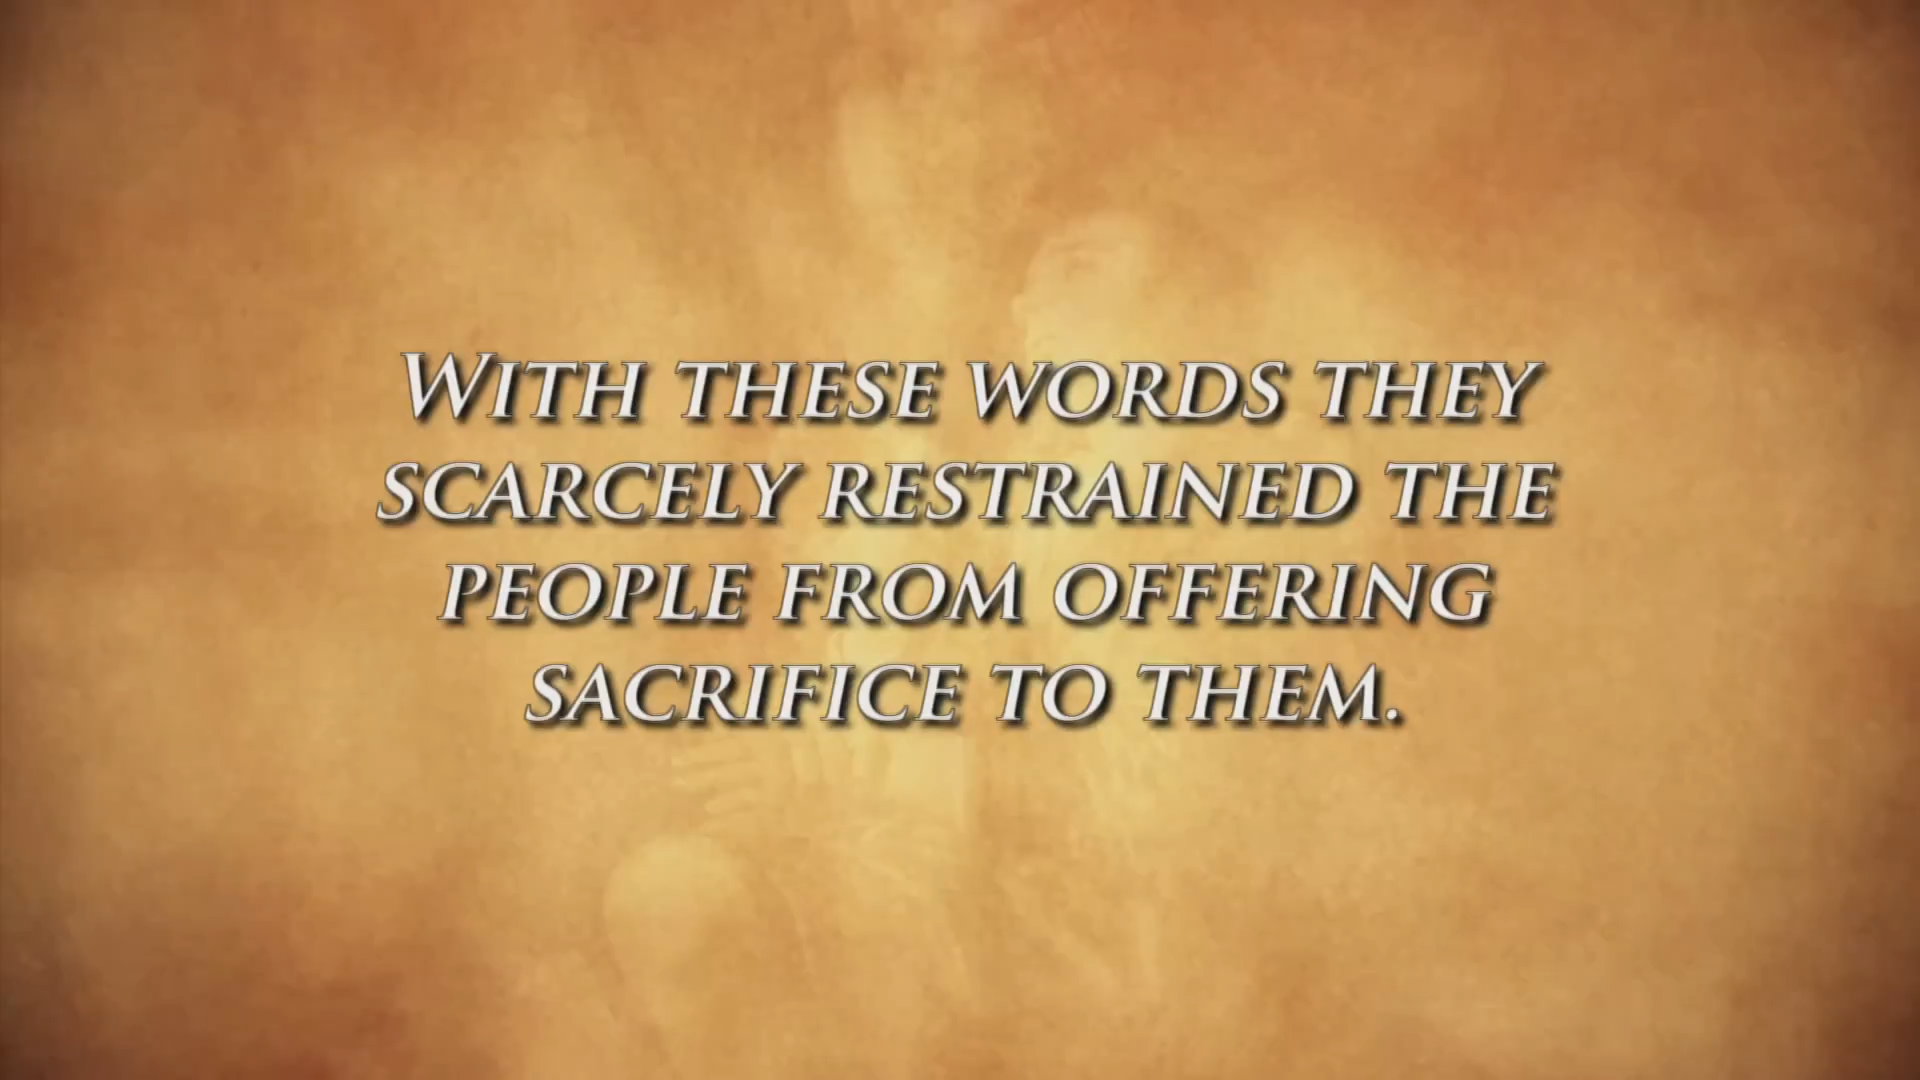 With these words they
scarcely restrained the
people from offering
sacrifice to them.